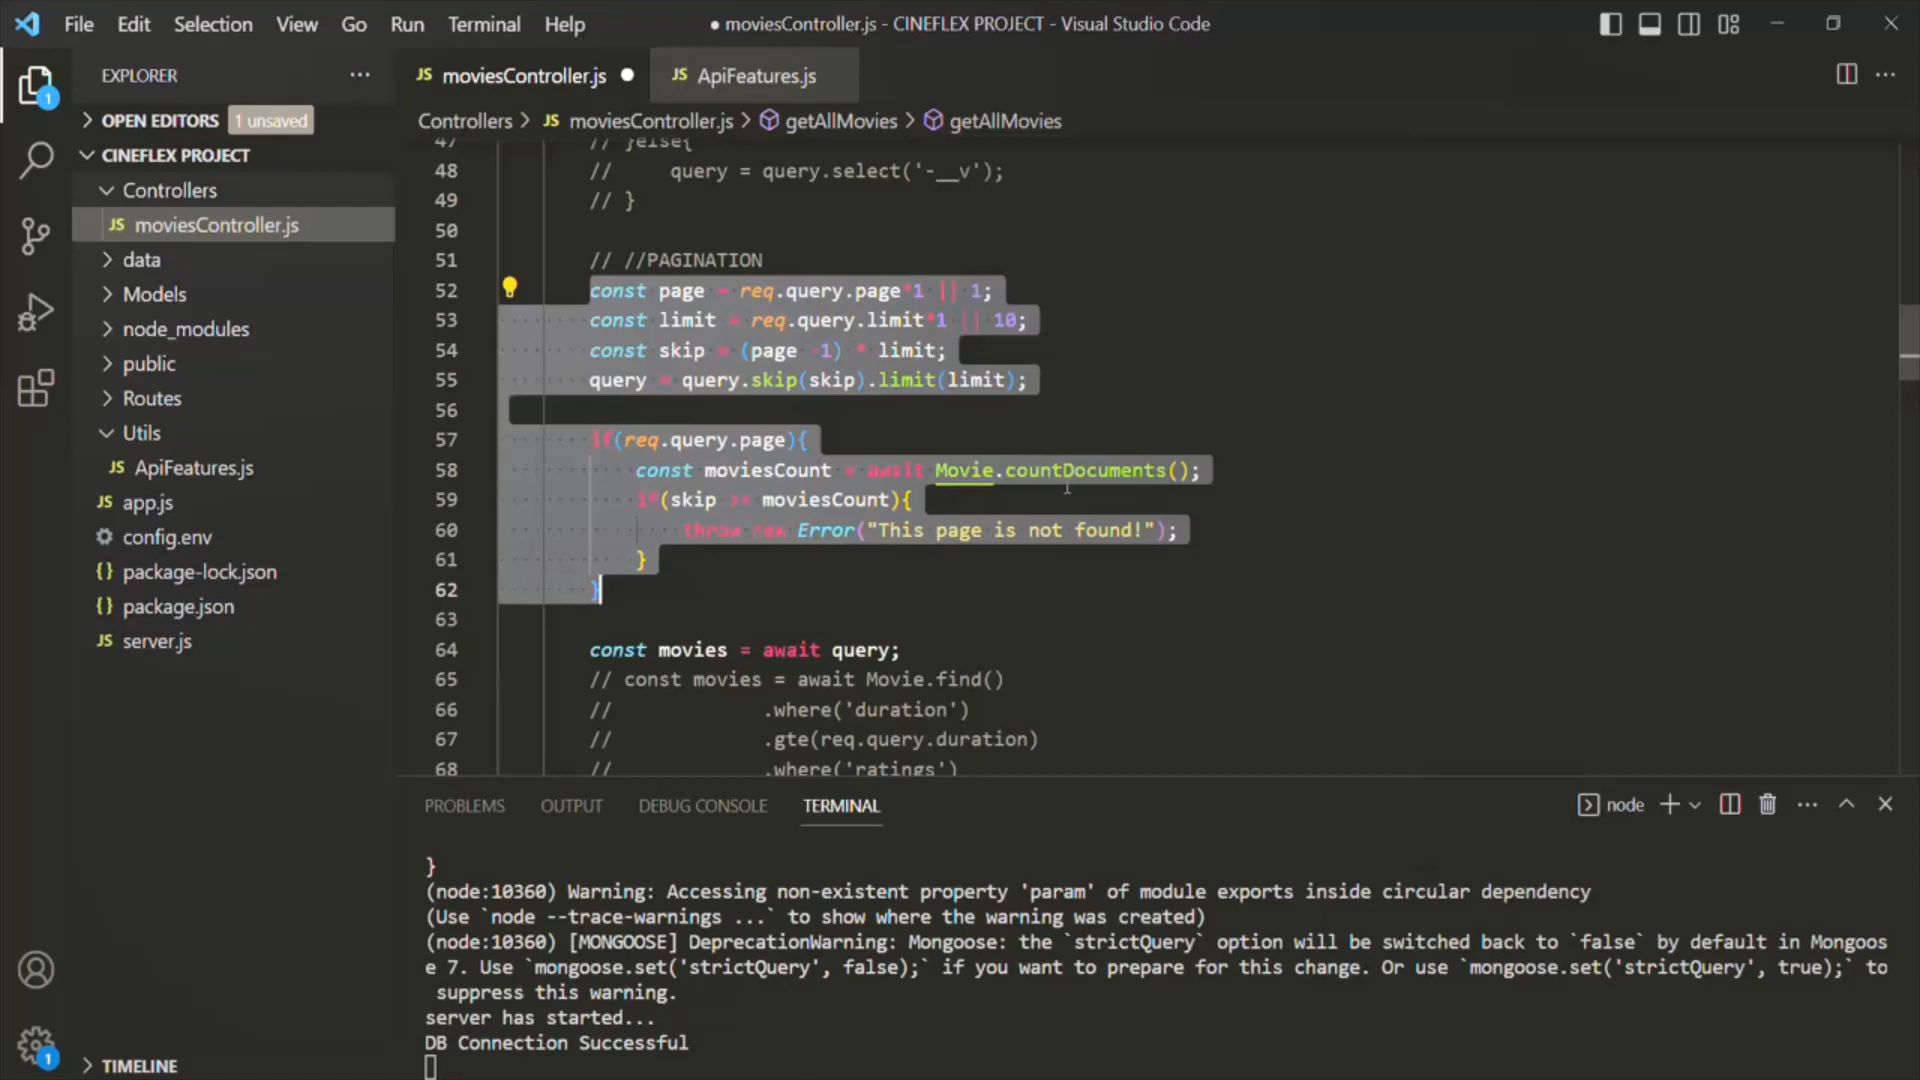 File Edit Selection View Go Run Terminal Help
● moviesController.js - CINEFLEX PROJECT - Visual Studio Code
EXPLORER ···
JS moviesController.js ●
JS ApiFeatures.js
1
OPEN EDITORS 1 unsaved
CINEFLEX PROJECT
Controllers
JS moviesController.js
data
Models
node_modules
public
Routes
Utils
JS ApiFeatures.js
JS app.js
config.env
{} package-lock.json
{} package.json
JS server.js
1
TIMELINE
Controllers > JS moviesController.js > getAllMovies > getAllMovies
47 // }else{
48 //     query = query.select('-__v');
49 // }
50
51 // //PAGINATION
52 const page = req.query.page*1 || 1;
53 const limit = req.query.limit*1 || 10;
54 const skip = (page -1) * limit;
55 query = query.skip(skip).limit(limit);
56
57 if(req.query.page){
58     const moviesCount = await Movie.countDocuments();
59     if(skip >= moviesCount){
60         throw new Error("This page is not found!");
61     }
62 }
63
64 const movies = await query;
65 // const movies = await Movie.find()
66 //             .where('duration')
67 //             .gte(req.query.duration)
68 //             .where('ratings')
PROBLEMS OUTPUT DEBUG CONSOLE TERMINAL
node
}
(node:10360) Warning: Accessing non-existent property 'param' of module exports inside circular dependency
(Use `node --trace-warnings ...` to show where the warning was created)
(node:10360) [MONGOOSE] DeprecationWarning: Mongoose: the `strictQuery` option will be switched back to `false` by default in Mongoos
e 7. Use `mongoose.set('strictQuery', false);` if you want to prepare for this change. Or use `mongoose.set('strictQuery', true);` to
suppress this warning.
server has started...
DB Connection Successful